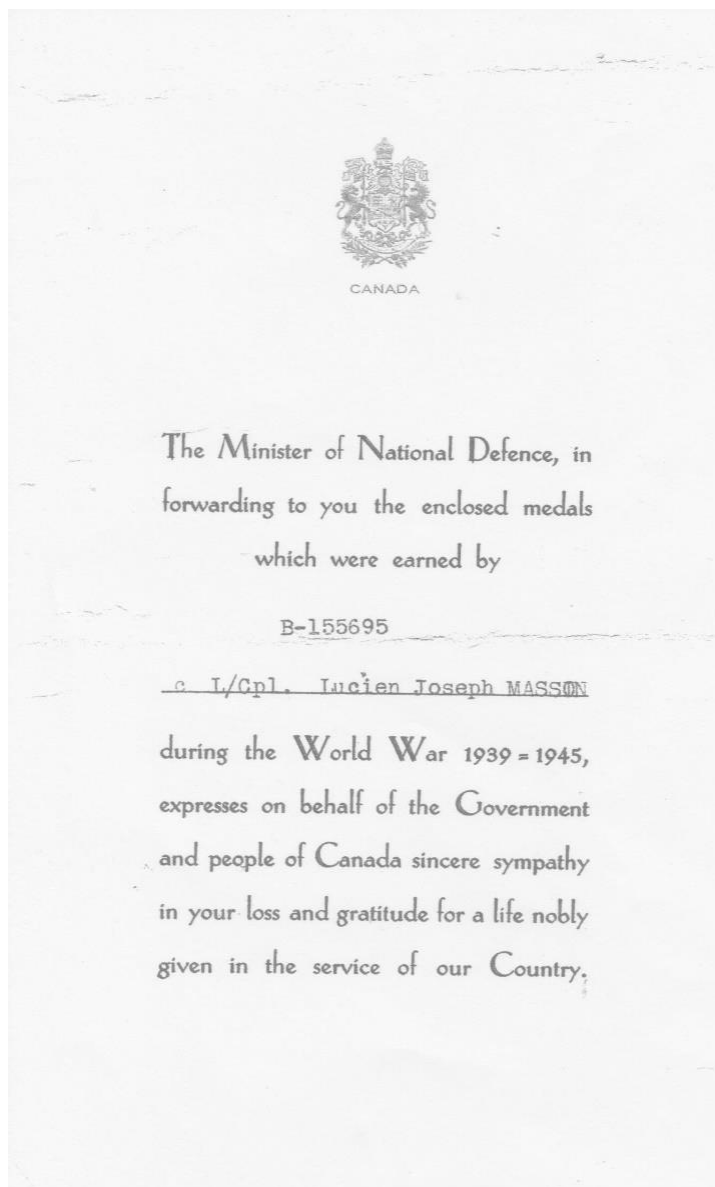 CANADA
The Minister of National Defence, in
forwarding to you the enclosed medals
which were earned by
B-155695
c L/Cpl. Lucien Joseph MASSON
during the World War 1939=1945,
expresses on behalf of the Government
and people of Canada sincere sympathy
in your loss and gratitude for a life nobly
given in the service of our Country.